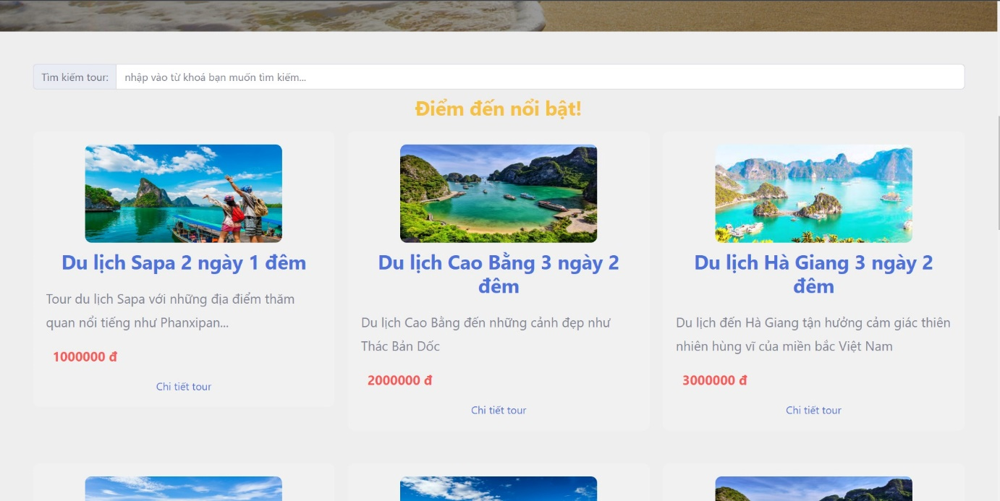 Tìm kiếm tour: nhập vào từ khoá bạn muốn tìm kiếm...
Điểm đến nổi bật!
Du lịch Sapa 2 ngày 1 đêm
Tour du lịch Sapa với những địa điểm thăm
quan nổi tiếng như Phanxipan...
1000000 đ
Chi tiết tour
Du lịch Cao Bằng 3 ngày 2
đêm
Du lịch Cao Bằng đến những cảnh đẹp như
Thác Bản Dốc
2000000 đ
Chi tiết tour
Du lịch Hà Giang 3 ngày 2
đêm
Du lịch đến Hà Giang tận hưởng cảm giác thiên
nhiên hùng vĩ của miền bắc Việt Nam
3000000 đ
Chi tiết tour